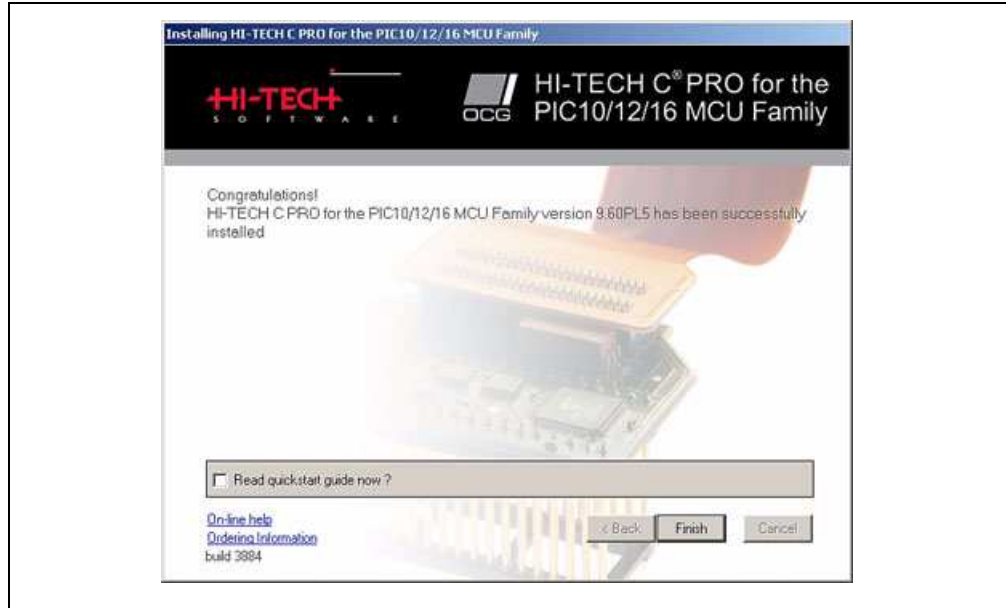 Installing HI-TECH C PRO for the PIC10/12/16 MCU Family
HI-TECH
SOFTWARE
OCG
HI-TECH C® PRO for the
PIC10/12/16 MCU Family
Congratulations!
HI-TECH C PRO for the PIC10/12/16 MCU Family version 9.60PL5 has been successfully
installed
Read quickstart guide now ?
On-line help
Ordering Information
build 3884
< Back
Finish
Cancel